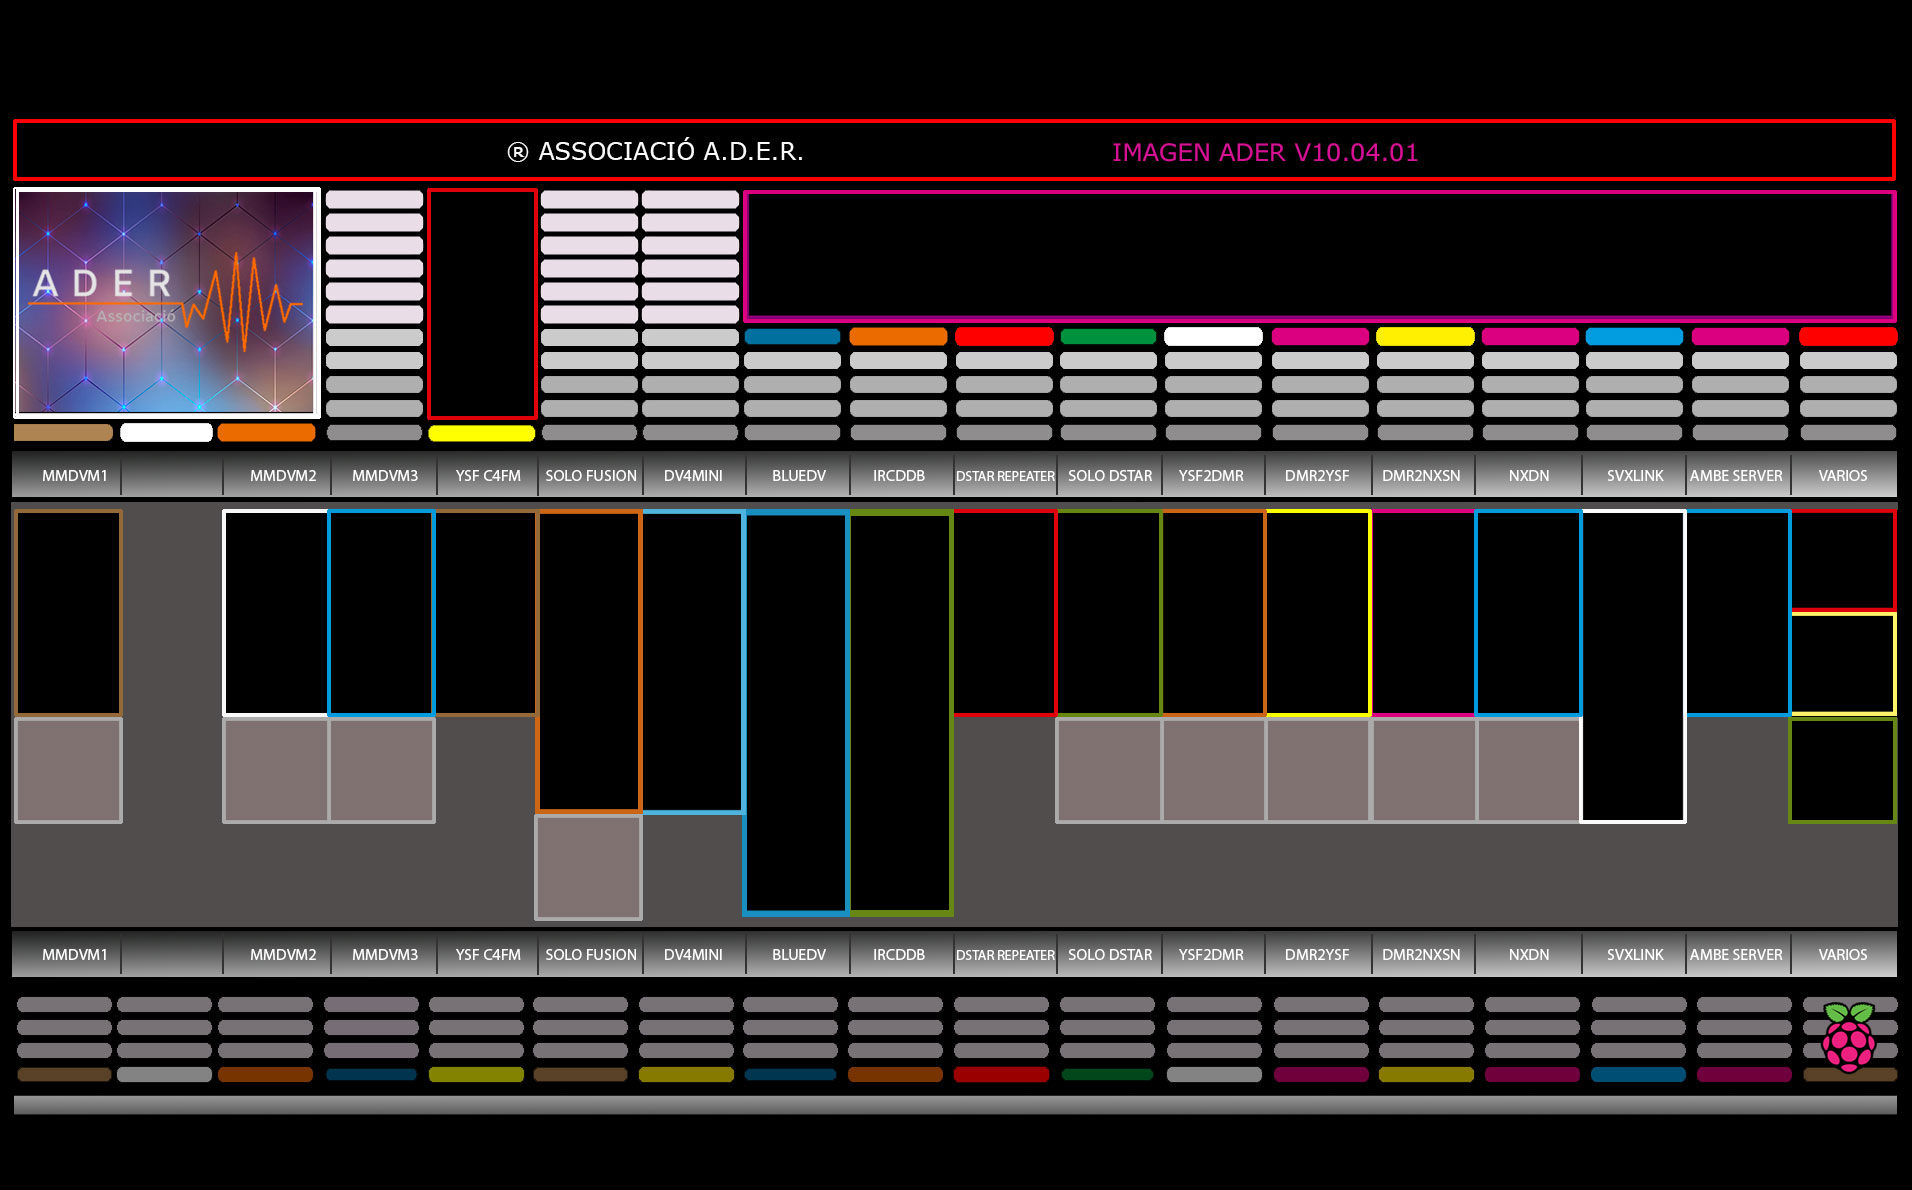 ® ASSOCIACIÓ A.D.E.R. IMAGEN ADER V10.04.01
ADER
Associació
MMDVM1 MMDVM2 MMDVM3 YSF C4FM SOLO FUSION DV4MINI BLUEDV IRCDDB DSTAR REPEATER SOLO DSTAR YSF2DMR DMR2YSF DMR2NXSN NXDN SVXLINK AMBE SERVER VARIOS
MMDVM1 MMDVM2 MMDVM3 YSF C4FM SOLO FUSION DV4MINI BLUEDV IRCDDB DSTAR REPEATER SOLO DSTAR YSF2DMR DMR2YSF DMR2NXSN NXDN SVXLINK AMBE SERVER VARIOS